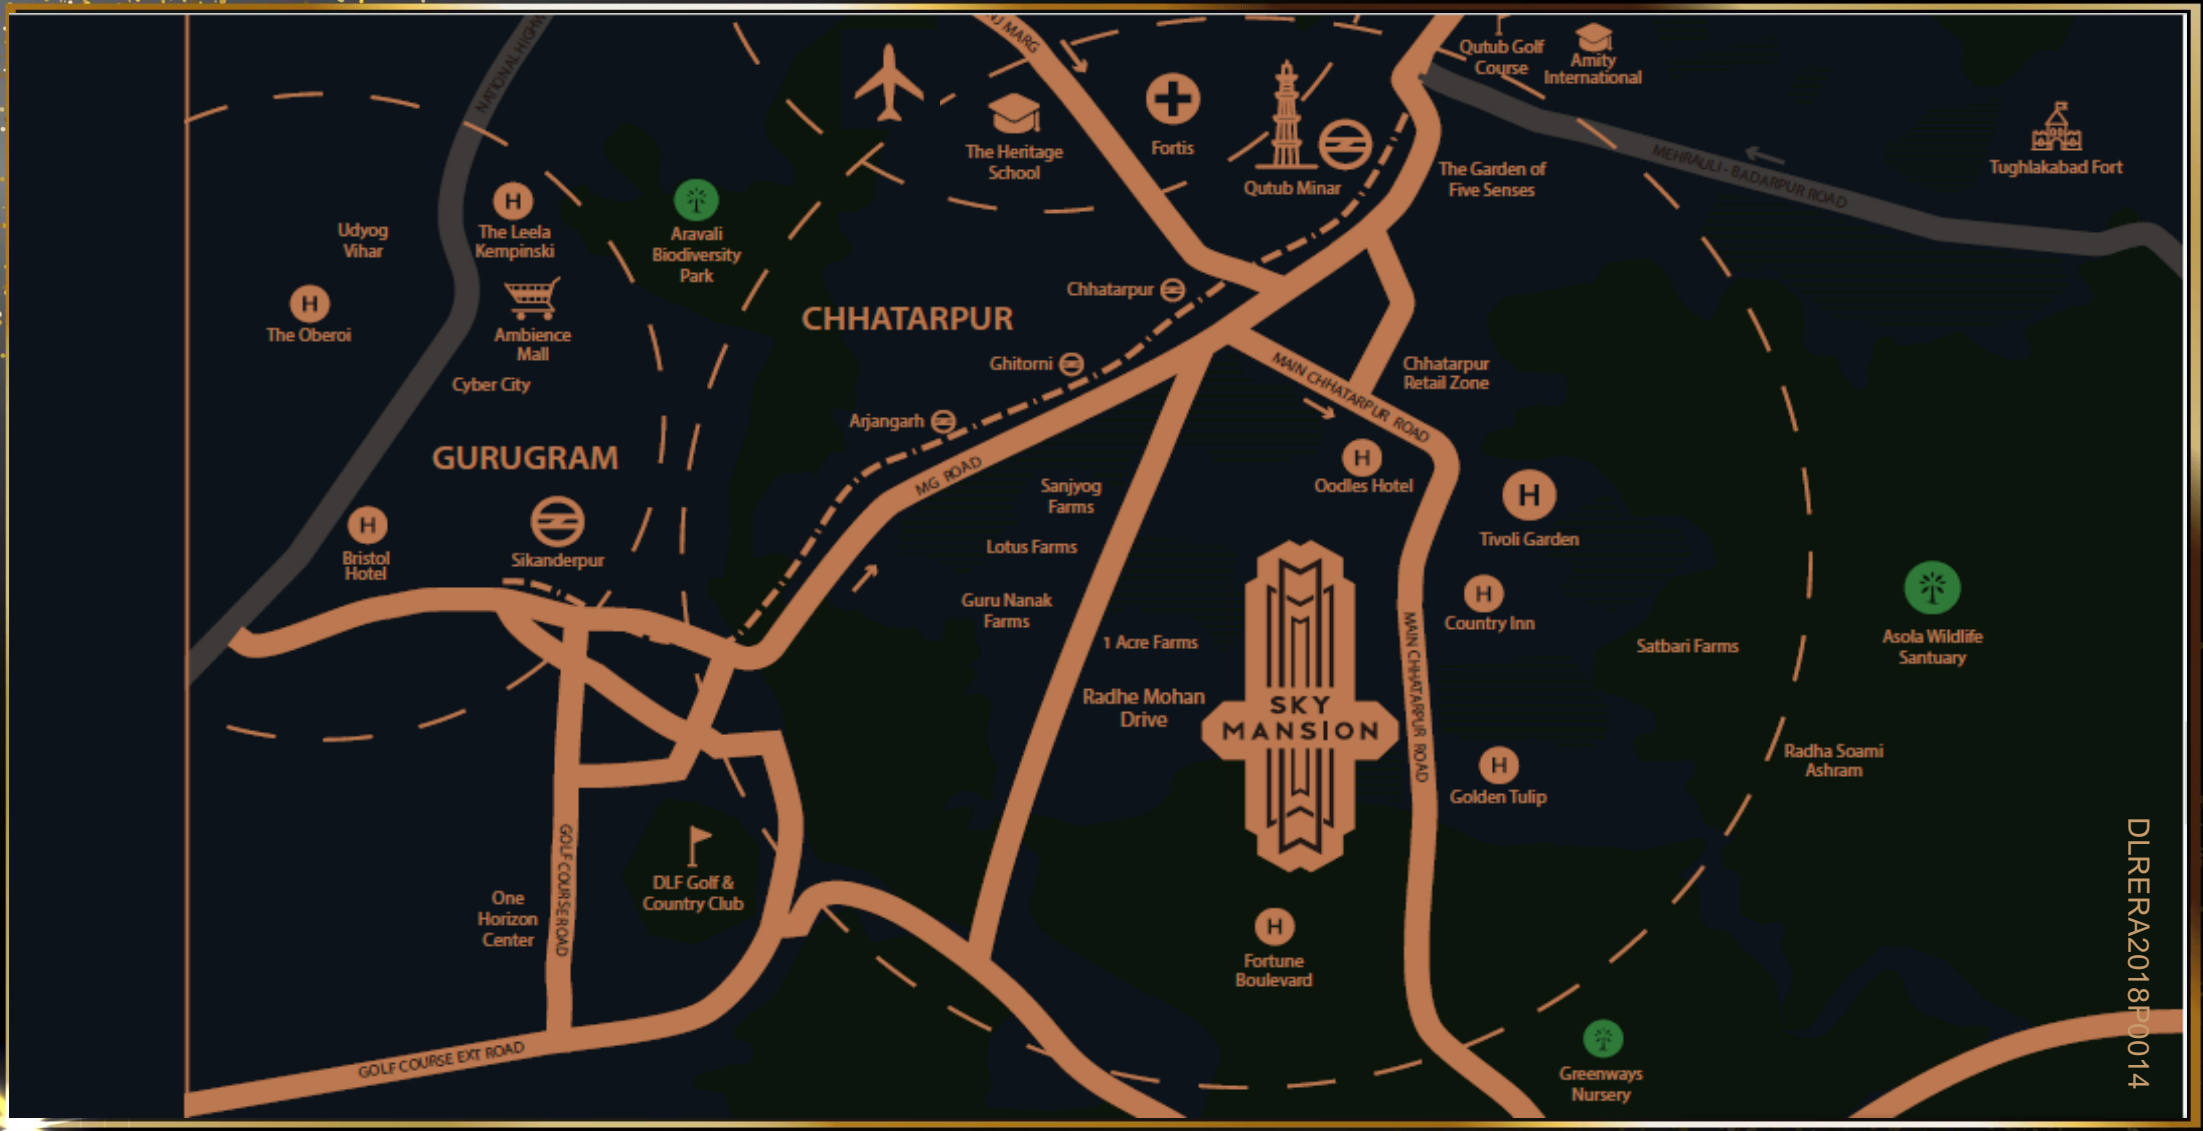 NATIONAL HIGHW
NJ MARG
Qutub Golf
Course
Amity
International
The Heritage
School
Fortis
Qutub Minar
The Garden of
Five Senses
MEHRAULI - BADARPUR ROAD
Tughlakabad Fort
Udyog
Vihar
H
The Leela
Kempinski
Aravali
Biodiversity
Park
H
The Oberoi
Ambience
Mall
Cyber City
CHHATARPUR
Chhatarpur
Ghitorni
Arjangarh
MG ROAD
MAIN CHHATARPUR ROAD
Chhatarpur
Retail Zone
GURUGRAM
H
Bristol
Hotel
Sikanderpur
Sanjyog
Farms
Lotus Farms
Guru Nanak
Farms
1 Acre Farms
Radhe Mohan
Drive
H
Oodles Hotel
H
Tivoli Garden
H
Country Inn
SKY
MANSION
MAIN CHHATARPUR ROAD
Satbari Farms
Asola Wildlife
Santuary
Radha Soami
Ashram
H
Golden Tulip
GOLF COURSE ROAD
DLF Golf &
Country Club
One
Horizon
Center
H
Fortune
Boulevard
GOLF COURSE EXT ROAD
Greenways
Nursery
DLRERA2018P0014